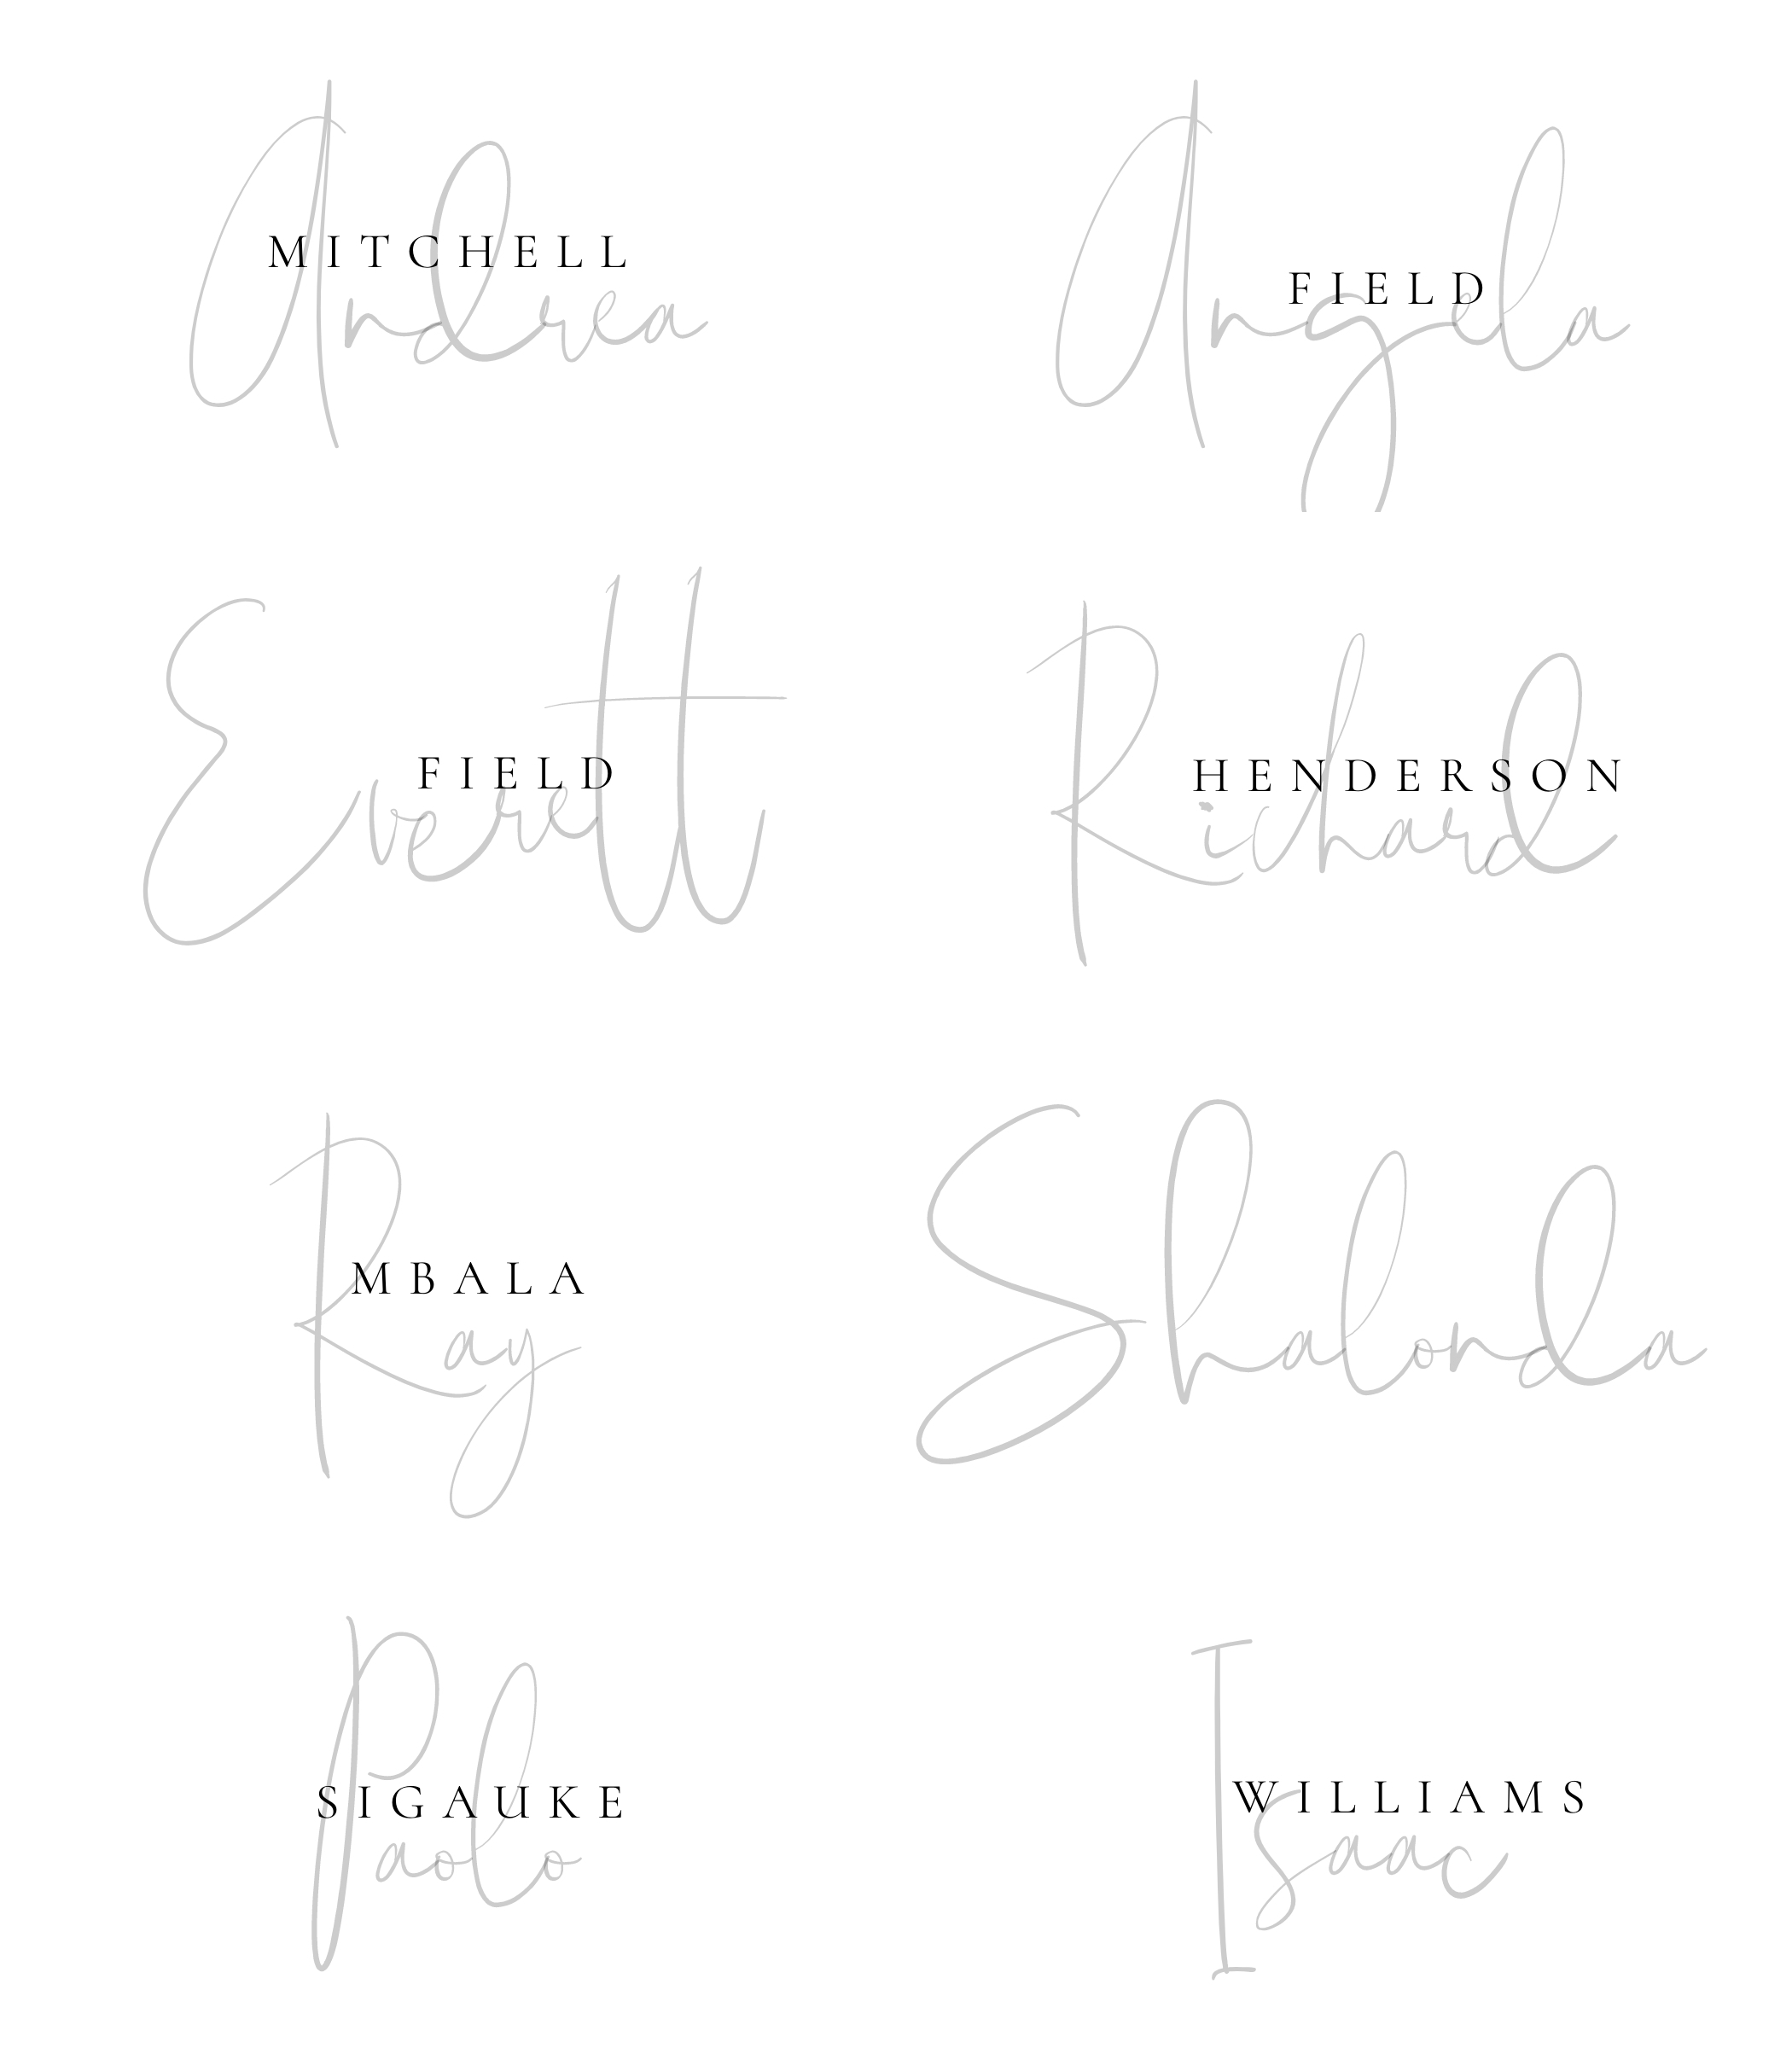 MITCHELL
Andrea
FIELD
Angela
FIELD
Everett
HENDERSON
Richard
MBALA
Ray
Shalonda
SIGAUKE
Paolo
WILLIAMS
Isaac